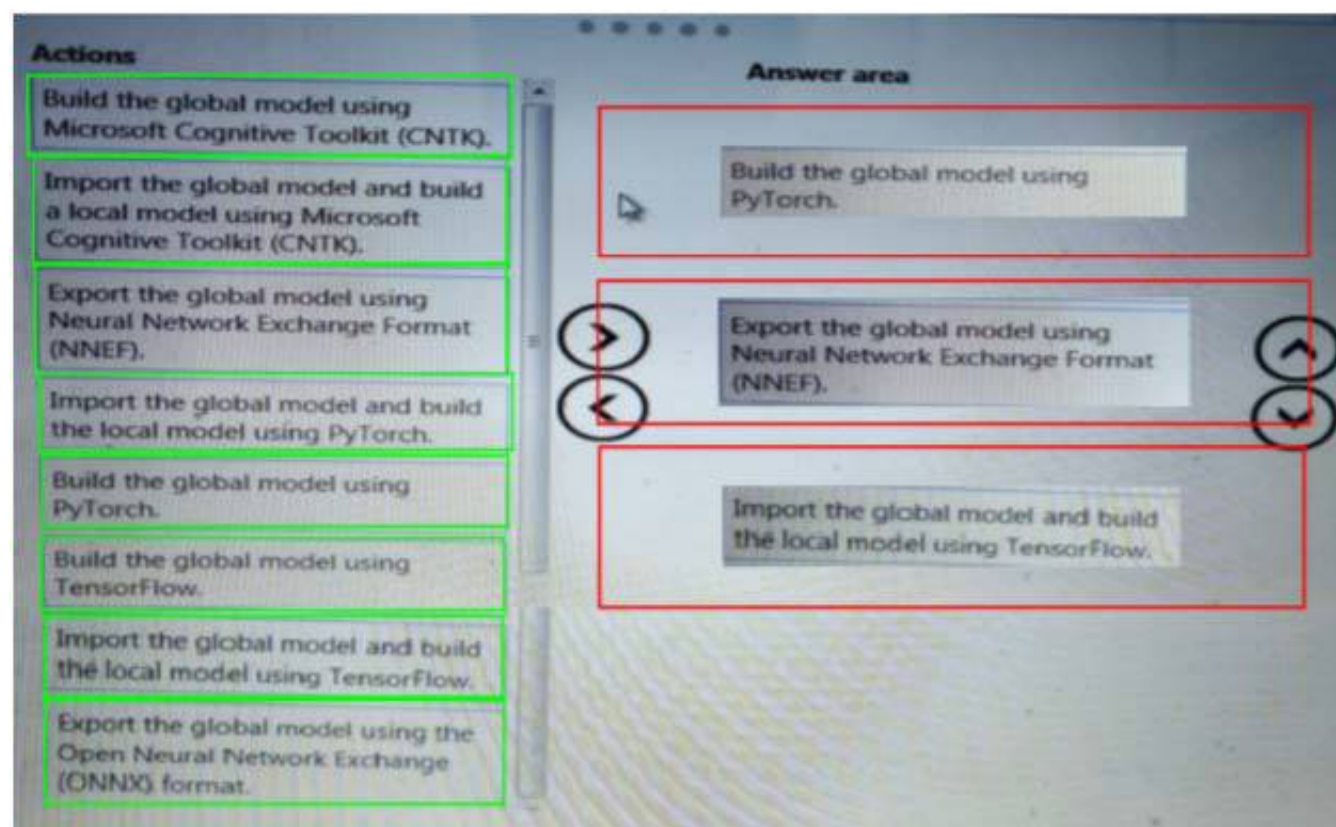 Actions
Build the global model using
Microsoft Cognitive Toolkit (CNTK).
Import the global model and build
a local model using Microsoft
Cognitive Toolkit (CNTK).
Export the global model using
Neural Network Exchange Format
(NNEF).
Import the global model and build
the local model using PyTorch.
Build the global model using
PyTorch.
Build the global model using
TensorFlow.
Import the global model and build
the local model using TensorFlow.
Export the global model using the
Open Neural Network Exchange
(ONNX) format.
Answer area
Build the global model using
PyTorch.
Export the global model using
Neural Network Exchange Format
(NNEF).
Import the global model and build
the local model using TensorFlow.